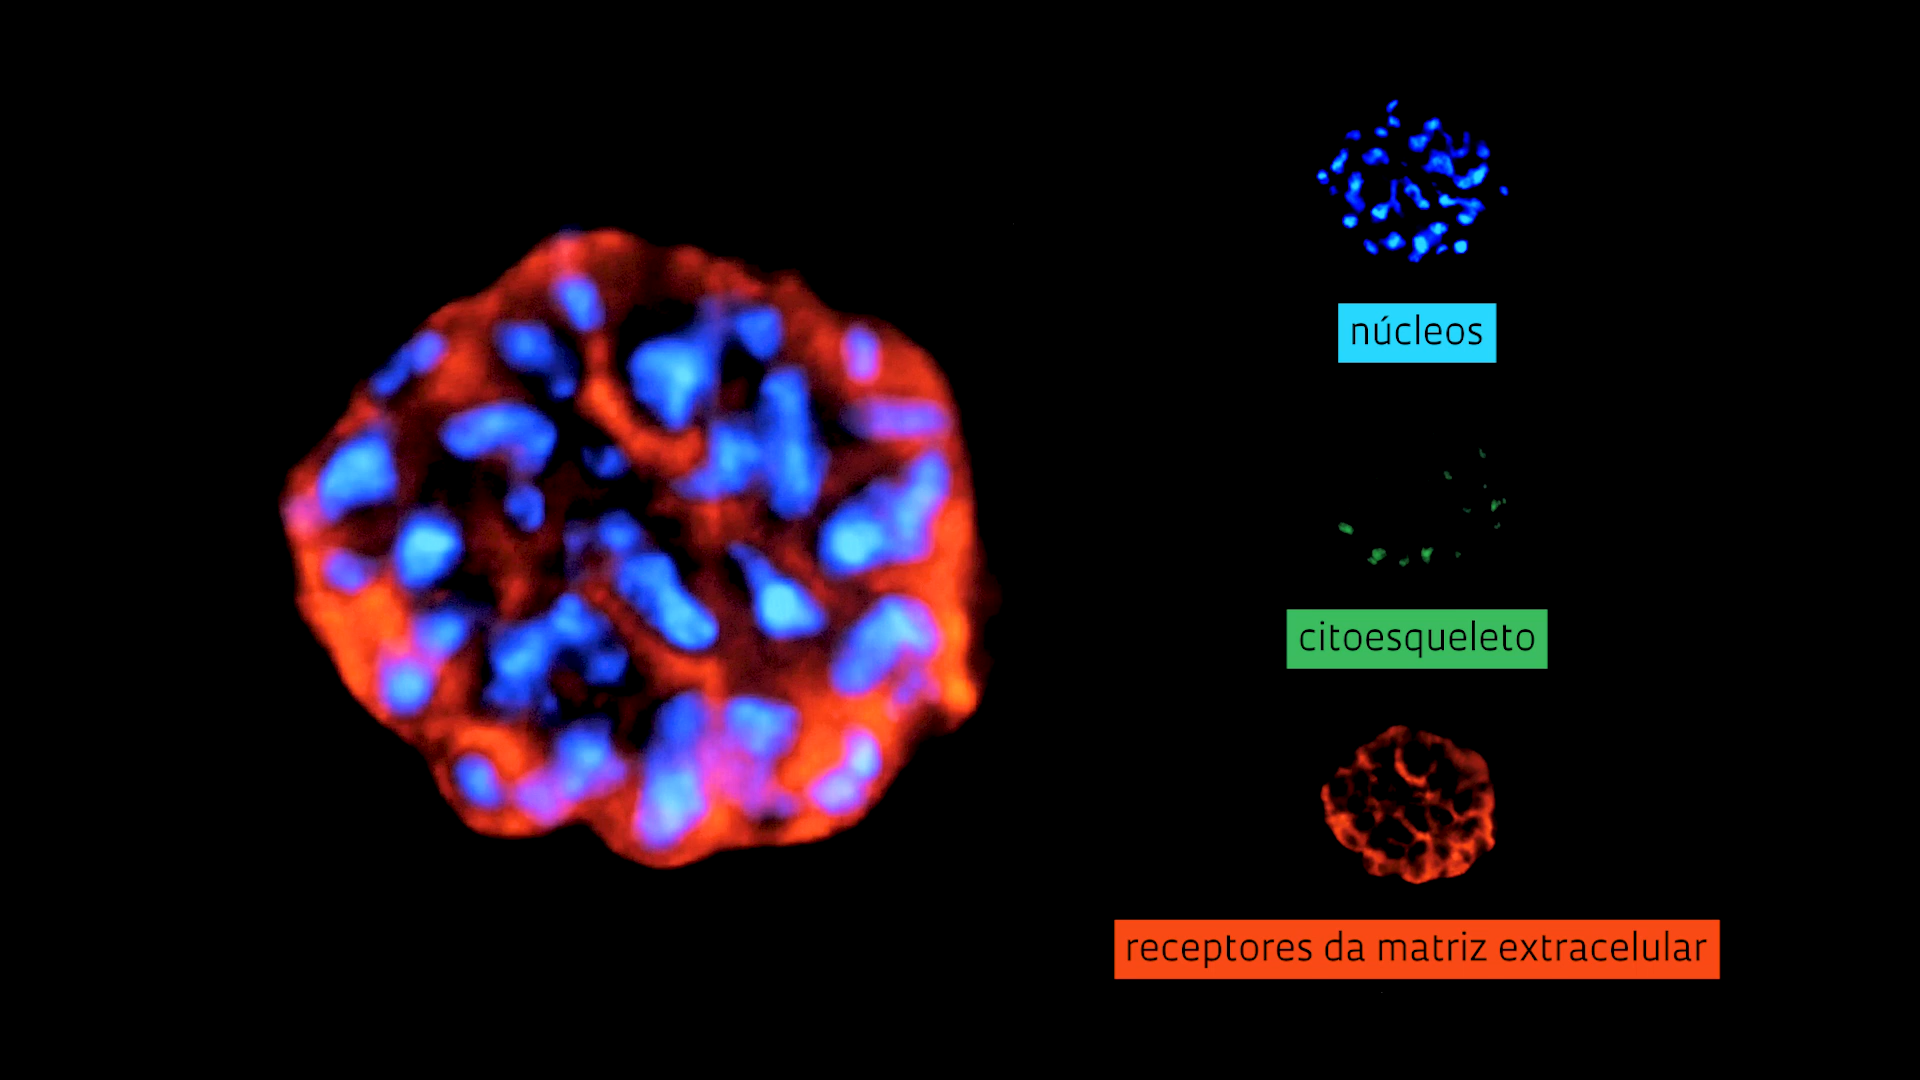 núcleos
citoesqueleto
receptores da matriz extracelular